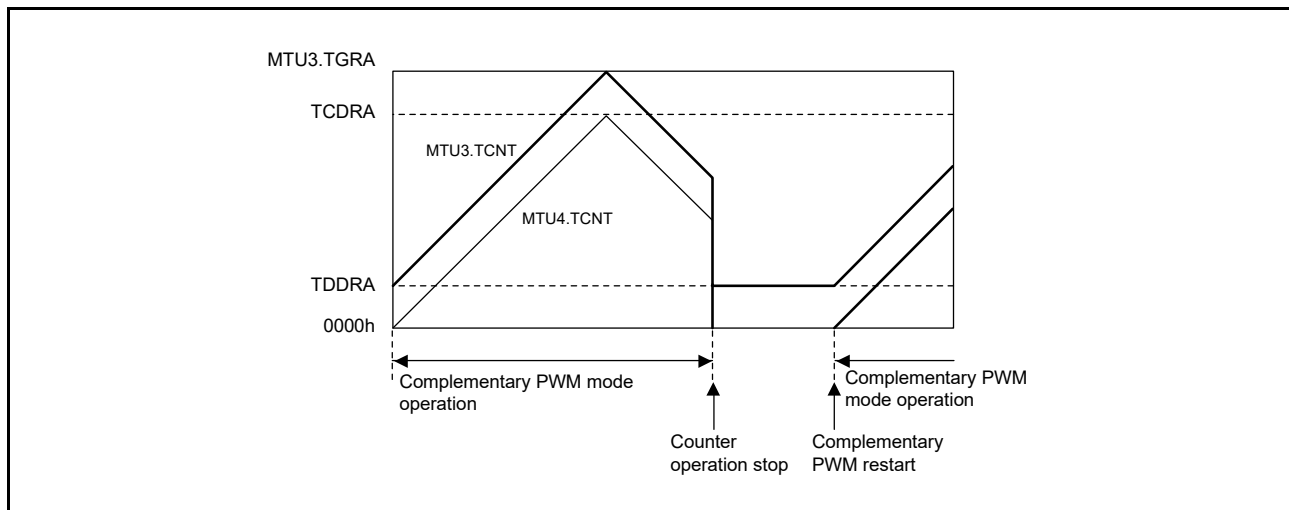 MTU3.TGRA
TCDRA
MTU3.TCNT
MTU4.TCNT
TDDRA
0000h
Complementary PWM mode
operation
Complementary PWM
mode operation
Counter
operation stop
Complementary
PWM restart